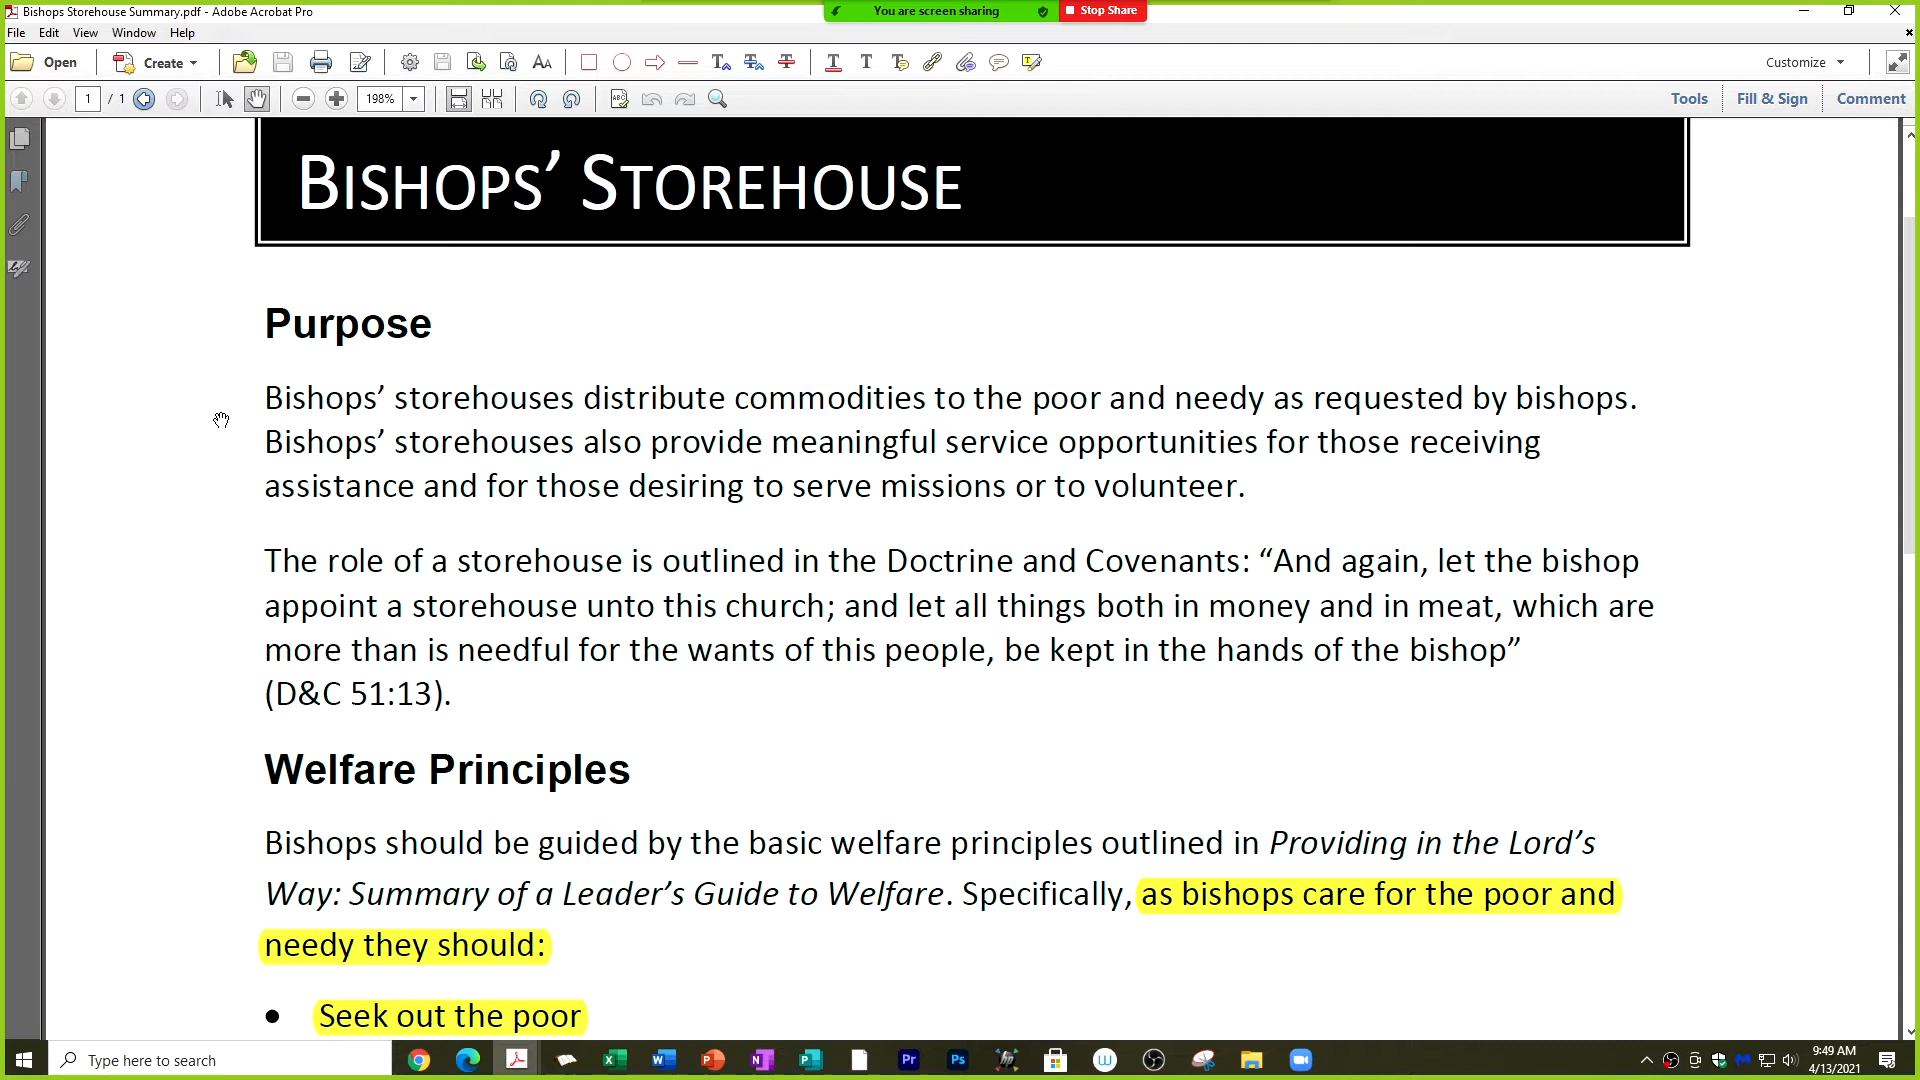 Bishops Storehouse Summary.pdf - Adobe Acrobat Pro
You are screen sharing
Stop Share
File Edit View Window Help
Open Create Customize
1 / 1 198% Tools Fill & Sign Comment
BISHOPS’ STOREHOUSE
Purpose
Bishops’ storehouses distribute commodities to the poor and needy as requested by bishops.
Bishops’ storehouses also provide meaningful service opportunities for those receiving
assistance and for those desiring to serve missions or to volunteer.
The role of a storehouse is outlined in the Doctrine and Covenants: “And again, let the bishop
appoint a storehouse unto this church; and let all things both in money and in meat, which are
more than is needful for the wants of this people, be kept in the hands of the bishop”
(D&C 51:13).
Welfare Principles
Bishops should be guided by the basic welfare principles outlined in Providing in the Lord’s
Way: Summary of a Leader’s Guide to Welfare. Specifically, as bishops care for the poor and
needy they should:
• Seek out the poor
Type here to search
9:49 AM
4/13/2021